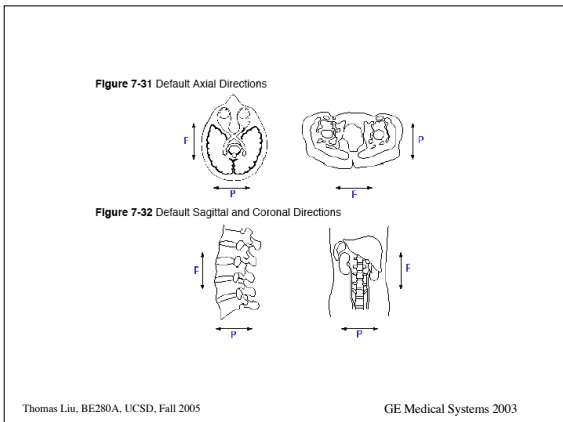 Figure 7-31 Default Axial Directions
F
P
P
F
Figure 7-32 Default Sagittal and Coronal Directions
F
F
P
P
Thomas Liu, BE280A, UCSD, Fall 2005
GE Medical Systems 2003